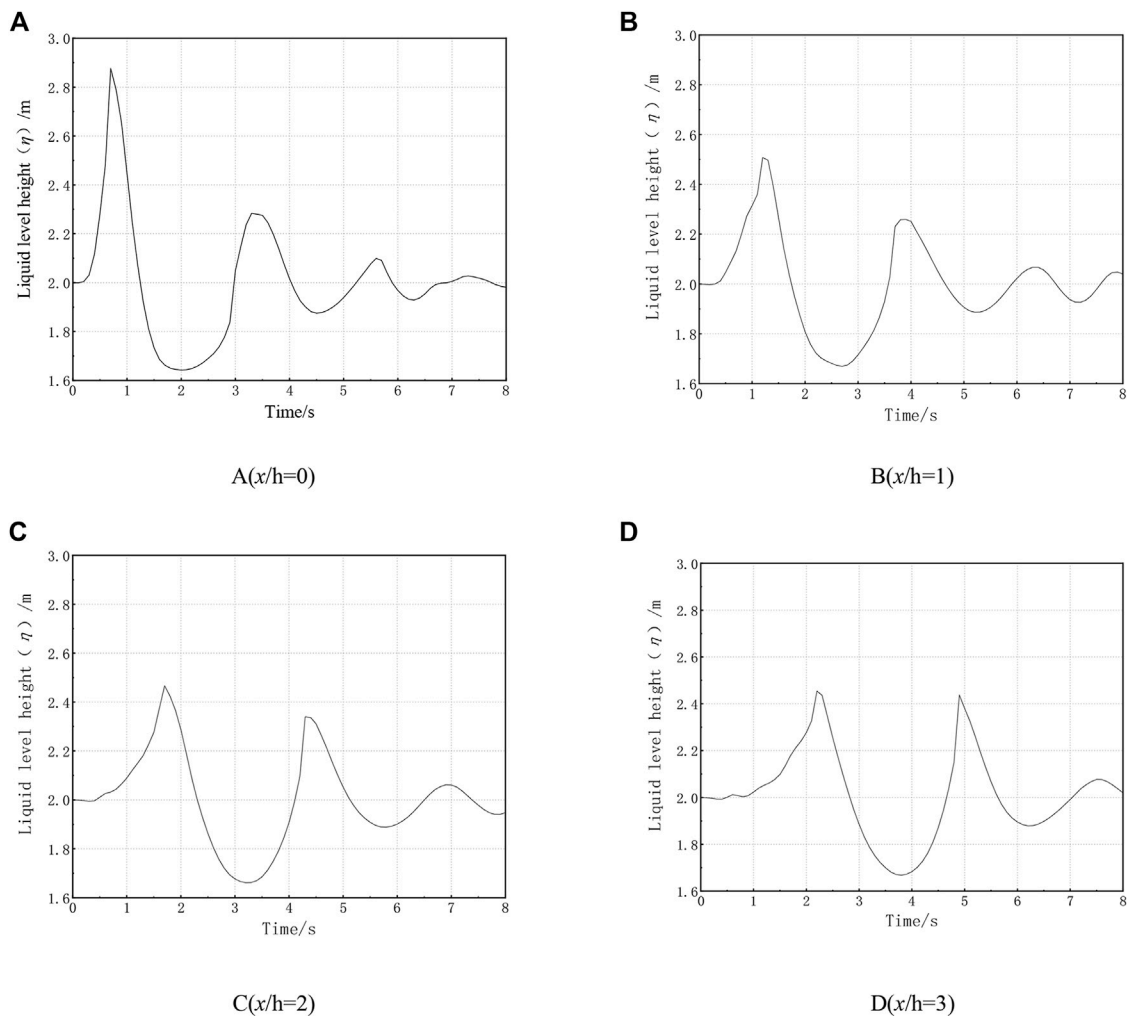 A
3.0
2.8
2.6
2.4
2.2
2.0
1.8
1.6
Liquid level height (η) /m
0 1 2 3 4 5 6 7 8
Time/s
A(x/h=0)
B
3.0
2.8
2.6
2.4
2.2
2.0
1.8
1.6
Liquid level height (η) /m
0 1 2 3 4 5 6 7 8
Time/s
B(x/h=1)
C
3.0
2.8
2.6
2.4
2.2
2.0
1.8
1.6
Liquid level height (η) /m
0 1 2 3 4 5 6 7 8
Time/s
C(x/h=2)
D
3.0
2.8
2.6
2.4
2.2
2.0
1.8
1.6
Liquid level height (η) /m
0 1 2 3 4 5 6 7 8
Time/s
D(x/h=3)